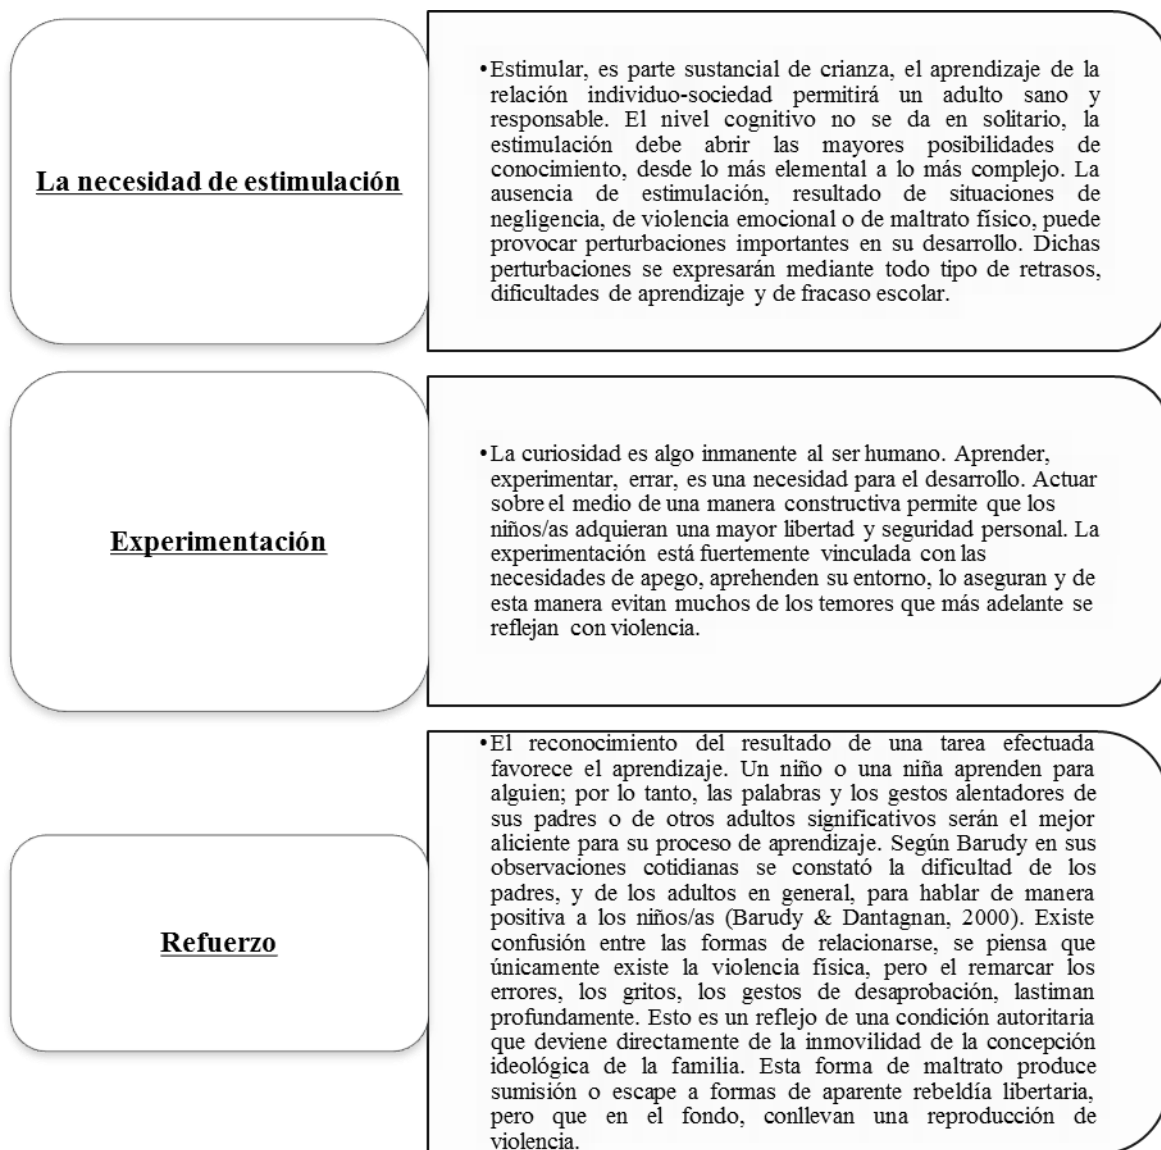 La necesidad de estimulación
•Estimular, es parte sustancial de crianza, el aprendizaje de la
relación individuo-sociedad permitirá un adulto sano y
responsable. El nivel cognitivo no se da en solitario, la
estimulación debe abrir las mayores posibilidades de
conocimiento, desde lo más elemental a lo más complejo. La
ausencia de estimulación, resultado de situaciones de
negligencia, de violencia emocional o de maltrato físico, puede
provocar perturbaciones importantes en su desarrollo. Dichas
perturbaciones se expresarán mediante todo tipo de retrasos,
dificultades de aprendizaje y de fracaso escolar.
Experimentación
•La curiosidad es algo inmanente al ser humano. Aprender,
experimentar, errar, es una necesidad para el desarrollo. Actuar
sobre el medio de una manera constructiva permite que los
niños/as adquieran una mayor libertad y seguridad personal. La
experimentación está fuertemente vinculada con las
necesidades de apego, aprehenden su entorno, lo aseguran y de
esta manera evitan muchos de los temores que más adelante se
reflejan con violencia.
Refuerzo
•El reconocimiento del resultado de una tarea efectuada
favorece el aprendizaje. Un niño o una niña aprenden para
alguien; por lo tanto, las palabras y los gestos alentadores de
sus padres o de otros adultos significativos serán el mejor
aliciente para su proceso de aprendizaje. Según Barudy en sus
observaciones cotidianas se constató la dificultad de los
padres, y de los adultos en general, para hablar de manera
positiva a los niños/as (Barudy & Dantagnan, 2000). Existe
confusión entre las formas de relacionarse, se piensa que
únicamente existe la violencia física, pero el remarcar los
errores, los gritos, los gestos de desaprobación, lastiman
profundamente. Esto es un reflejo de una condición autoritaria
que deviene directamente de la inmovilidad de la concepción
ideológica de la familia. Esta forma de maltrato produce
sumisión o escape a formas de aparente rebeldía libertaria,
pero que en el fondo, conllevan una reproducción de
violencia.